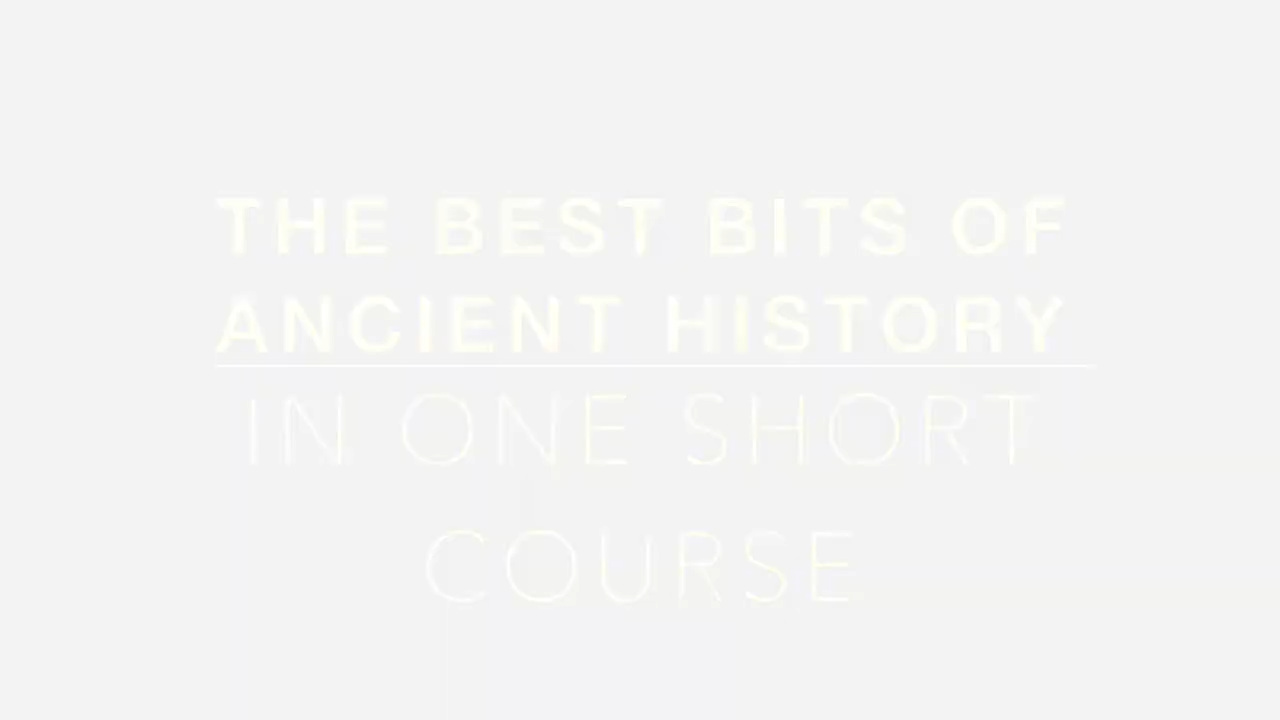 THE BEST BITS OF
ANCIENT HISTORY
IN ONE SHORT
COURSE